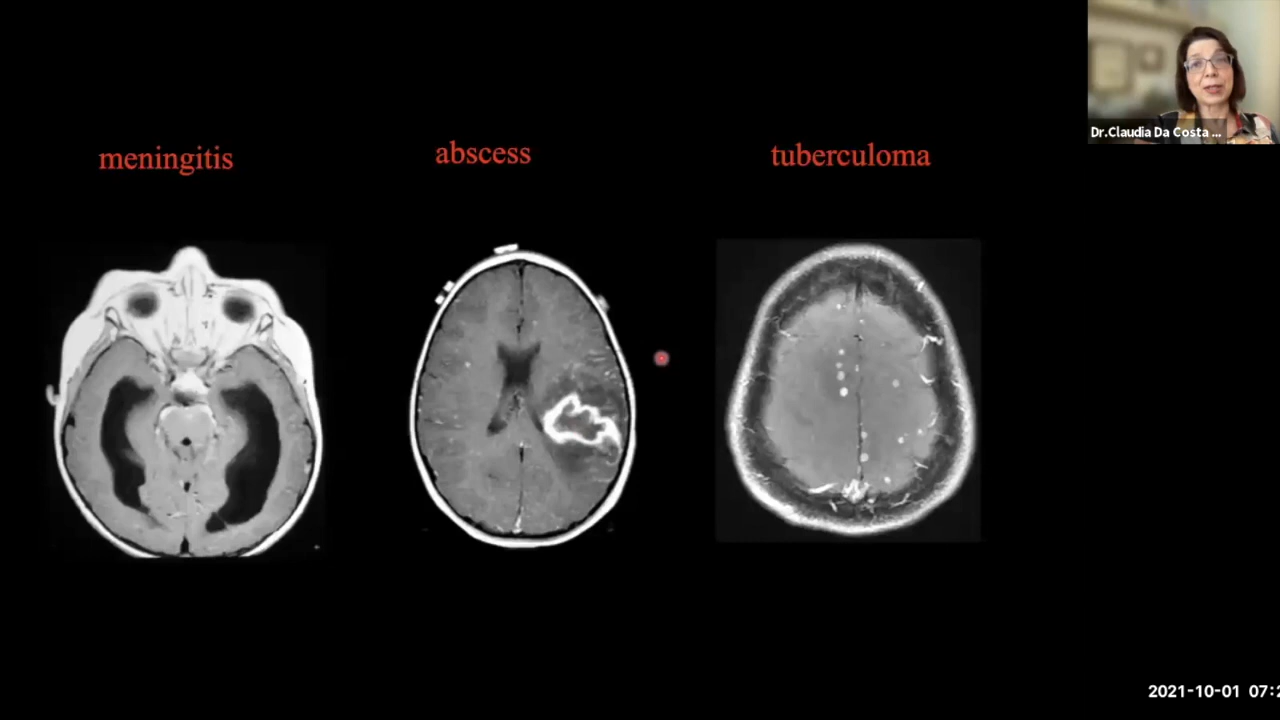 meningitis
abscess
tuberculoma
Dr.Claudia Da Costa ...
2021-10-01 07:2